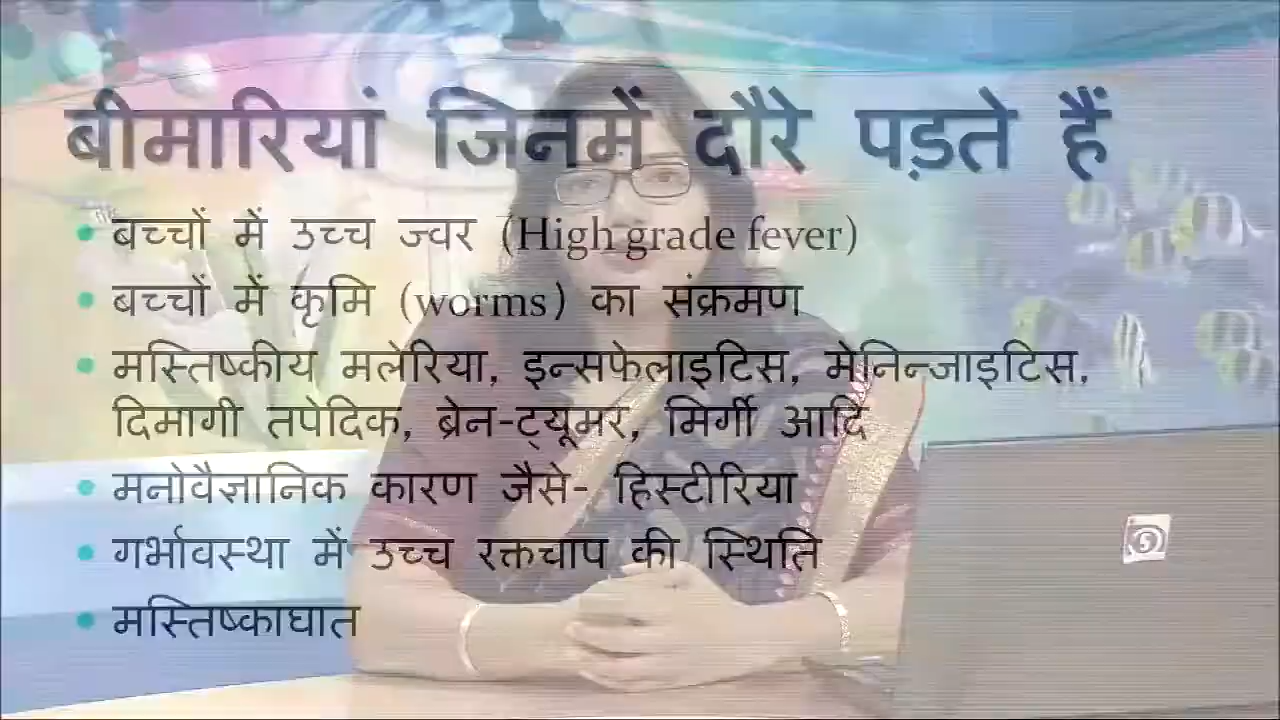 बीमारियां जिनमें दौरे पड़ते हैं
बच्चों में उच्च ज्वर (High grade fever)
बच्चों में कृमि (worms) का संक्रमण
मस्तिष्कीय मलेरिया, इन्सफेलाइटिस, मेनिन्जाइटिस,
दिमागी तपेदिक, ब्रेन-ट्यूमर, मिर्गी आदि
मनोवैज्ञानिक कारण जैसे- हिस्टीरिया
गर्भावस्था में उच्च रक्तचाप की स्थिति
मस्तिष्काघात
5